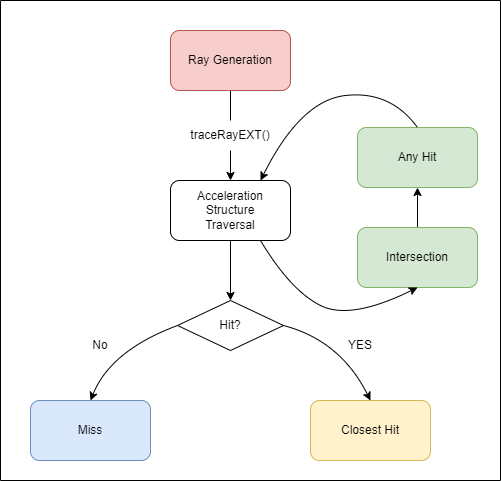 Ray Generation
traceRayEXT()
Acceleration
Structure
Traversal
Any Hit
Intersection
Hit?
No
YES
Miss
Closest Hit